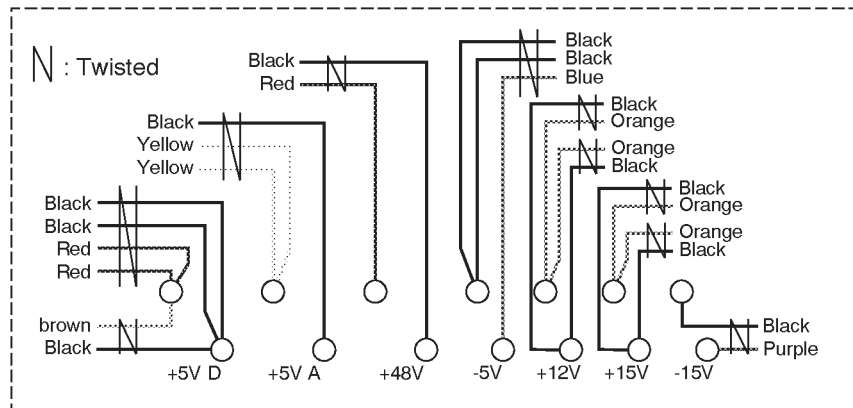 N : Twisted
Black
Red
Black
Yellow
Yellow
Black
Black
Red
Red
brown
Black
Black
Black
Blue
Black
Orange
Orange
Black
Black
Orange
Orange
Black
Black
Purple
+5V D
+5V A
+48V
-5V
+12V
+15V
-15V